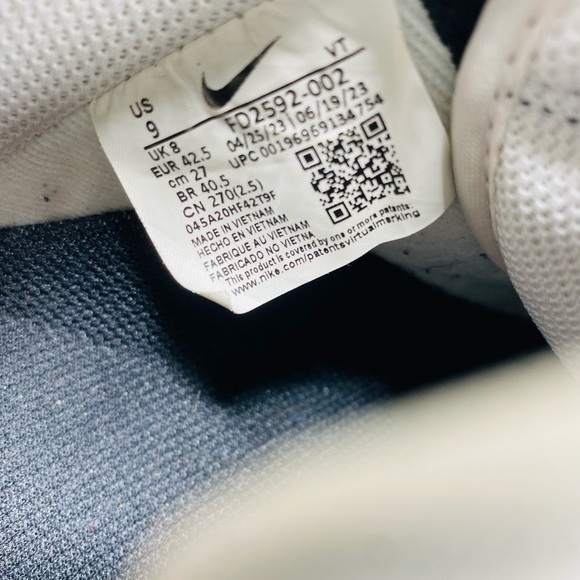 VT
US
9
UK 8
EUR 42.5
cm 27
BR 40.5
CN 270(2.5)
045A20HF42T9F
FD2592-002
04/25/23 | 06/19/23
UPC 00196969134754
MADE IN VIETNAM
HECHO EN VIETNAM
FABRIQUE AU VIETNAM
FABRICADO NO VIETNA
This product is covered by one or more patents:
www.nike.com/patentsvirtualmarking